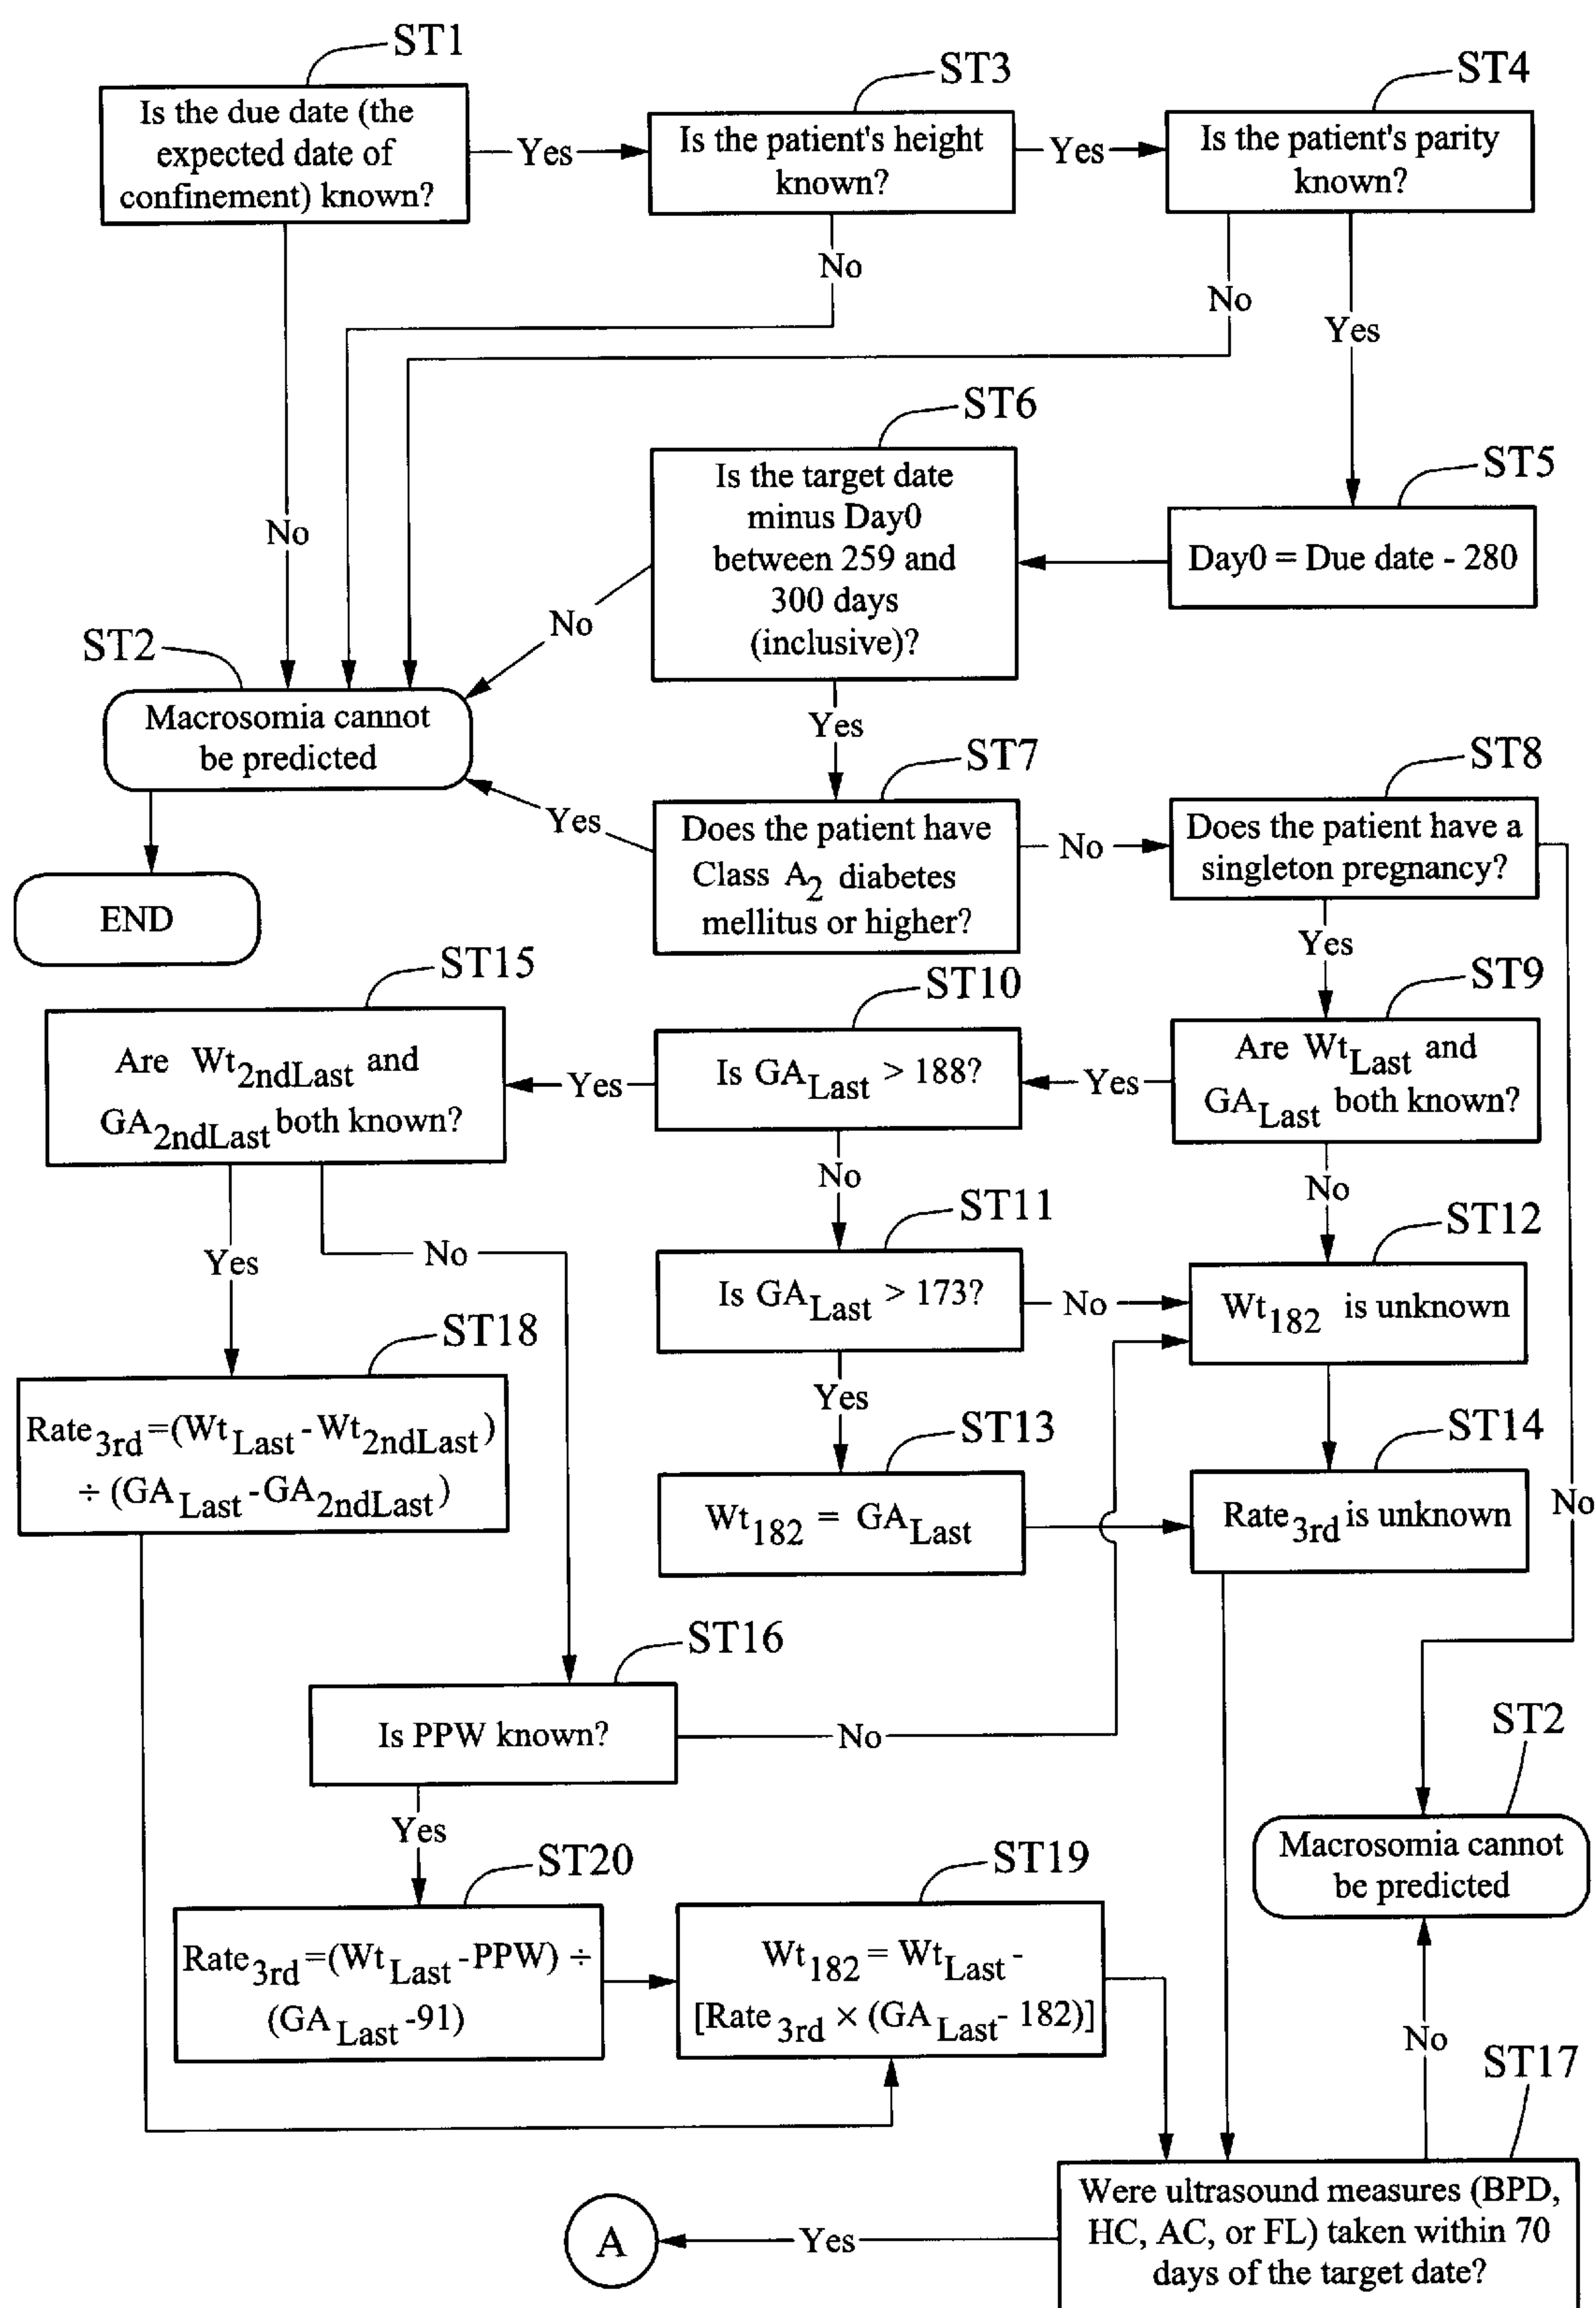 ST1
Is the due date (the
expected date of
confinement) known?
Yes
No
ST3
Is the patient's height
known?
Yes
No
ST4
Is the patient's parity
known?
No
Yes
ST5
Day0 = Due date - 280
ST6
Is the target date
minus Day0
between 259 and
300 days
(inclusive)?
No
Yes
ST2
Macrosomia cannot
be predicted
END
ST7
Does the patient have
Class A2 diabetes
mellitus or higher?
Yes
No
ST8
Does the patient have a
singleton pregnancy?
Yes
No
ST9
Are WtLast and
GALast both known?
Yes
No
ST10
Is GALast > 188?
Yes
No
ST15
Are Wt2ndLast and
GA2ndLast both known?
Yes
No
ST11
Is GALast > 173?
No
Yes
ST12
Wt182 is unknown
ST18
Rate3rd=(WtLast-Wt2ndLast)
÷ (GALast-GA2ndLast)
ST13
Wt182 = GALast
ST14
Rate3rd is unknown
ST16
Is PPW known?
No
Yes
ST20
Rate3rd=(WtLast-PPW) ÷
(GALast-91)
ST19
Wt182 = WtLast-
[Rate3rd × (GALast- 182)]
ST2
Macrosomia cannot
be predicted
No
ST17
Were ultrasound measures (BPD,
HC, AC, or FL) taken within 70
days of the target date?
Yes
A